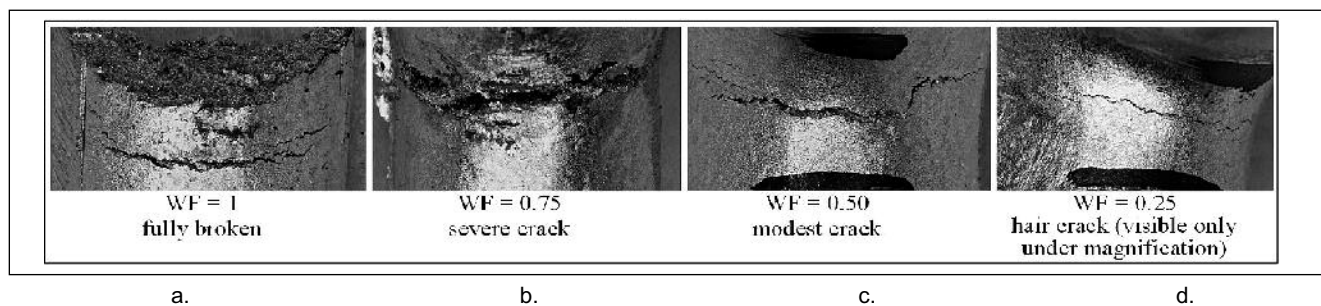 WF = 1
WF = 0.75
WF = 0.50
WF = 0.25
fully broken
severe crack
modest crack
hair crack (visible only
under magnification)
a.
b.
c.
d.